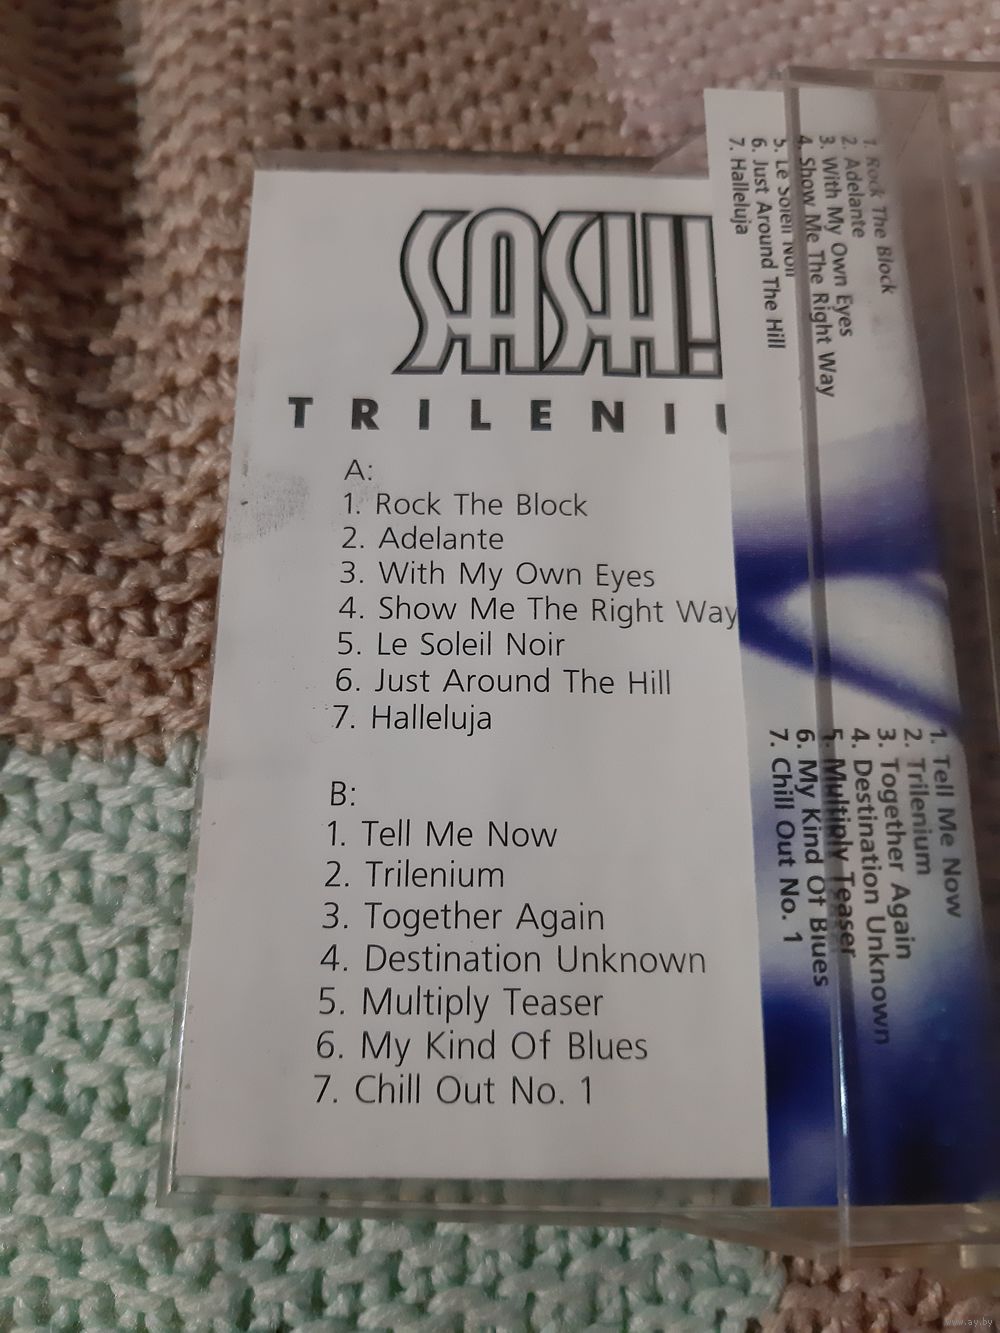 SASH!
TRILENIU
A:
1. Rock The Block
2. Adelante
3. With My Own Eyes
4. Show Me The Right Way
5. Le Soleil Noir
6. Just Around The Hill
7. Halleluja
B:
1. Tell Me Now
2. Trilenium
3. Together Again
4. Destination Unknown
5. Multiply Teaser
6. My Kind Of Blues
7. Chill Out No. 1
1. Rock The Block
2. Adelante
3. With My Own Eyes
4. Show Me The Right Way
5. Le Soleil Noir
6. Just Around The Hill
7. Halleluja
1. Tell Me Now
2. Trilenium
3. Together Again
4. Destination Unknown
5. Multiply Teaser
6. My Kind Of Blues
7. Chill Out No. 1
www.ay.by